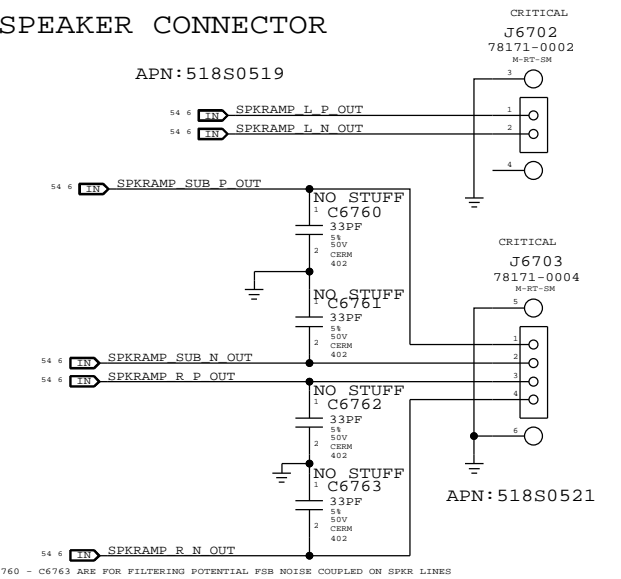 SPEAKER CONNECTOR
APN:518S0519
CRITICAL
J6702
78171-0002
M-RT-SM
3
54 6 IN SPKRAMP_L_P_OUT 1
54 6 IN SPKRAMP_L_N_OUT 2
4
54 6 IN SPKRAMP_SUB_P_OUT
NO STUFF
1 C6760
33PF
5%
50V
2 CERM
402
NO STUFF
1 C6761
33PF
5%
50V
2 CERM
402
CRITICAL
J6703
78171-0004
M-RT-SM
5
1
54 6 IN SPKRAMP_SUB_N_OUT 2
54 6 IN SPKRAMP_R_P_OUT 3
4
NO STUFF
1 C6762
33PF
5%
50V
2 CERM
402
6
NO STUFF
1 C6763
33PF
5%
50V
2 CERM
402
APN:518S0521
54 6 IN SPKRAMP_R_N_OUT
760 - C6763 ARE FOR FILTERING POTENTIAL FSB NOISE COUPLED ON SPKR LINES